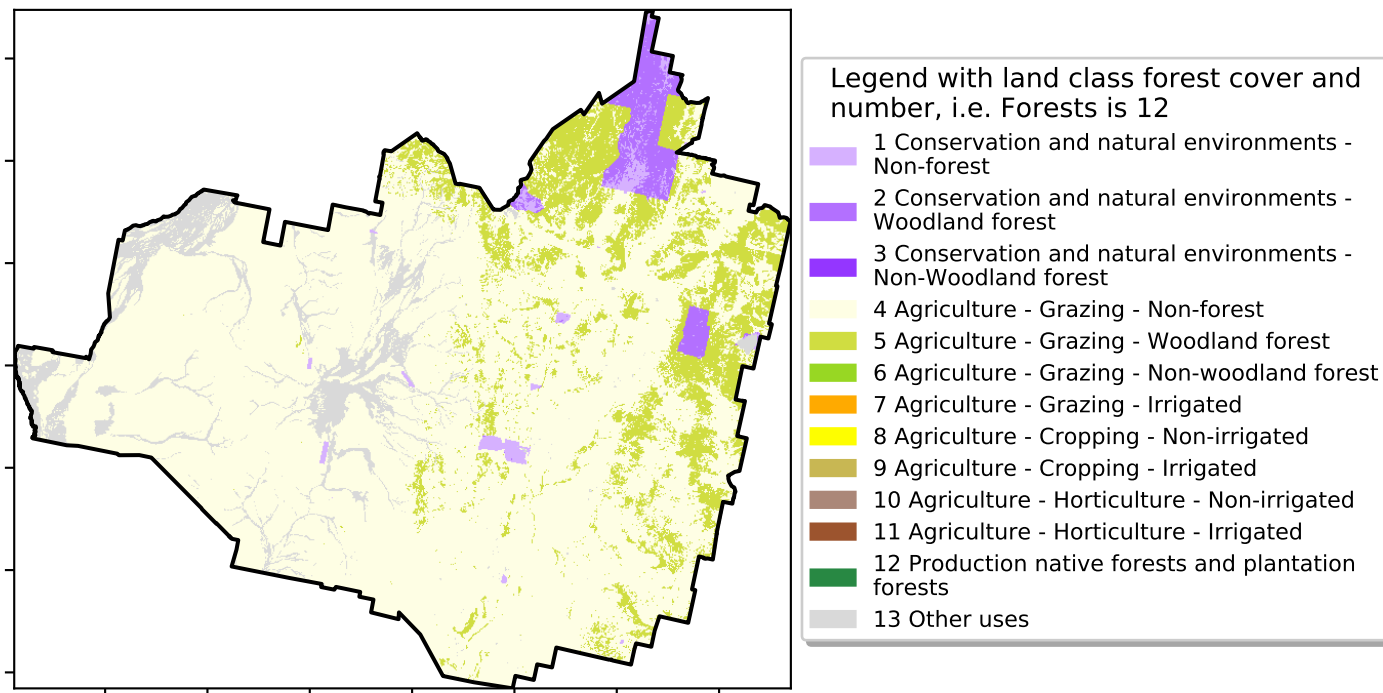 Legend with land class forest cover and
number, i.e. Forests is 12
1 Conservation and natural environments -
Non-forest
2 Conservation and natural environments -
Woodland forest
3 Conservation and natural environments -
Non-Woodland forest
4 Agriculture - Grazing - Non-forest
5 Agriculture - Grazing - Woodland forest
6 Agriculture - Grazing - Non-woodland forest
7 Agriculture - Grazing - Irrigated
8 Agriculture - Cropping - Non-irrigated
9 Agriculture - Cropping - Irrigated
10 Agriculture - Horticulture - Non-irrigated
11 Agriculture - Horticulture - Irrigated
12 Production native forests and plantation
forests
13 Other uses